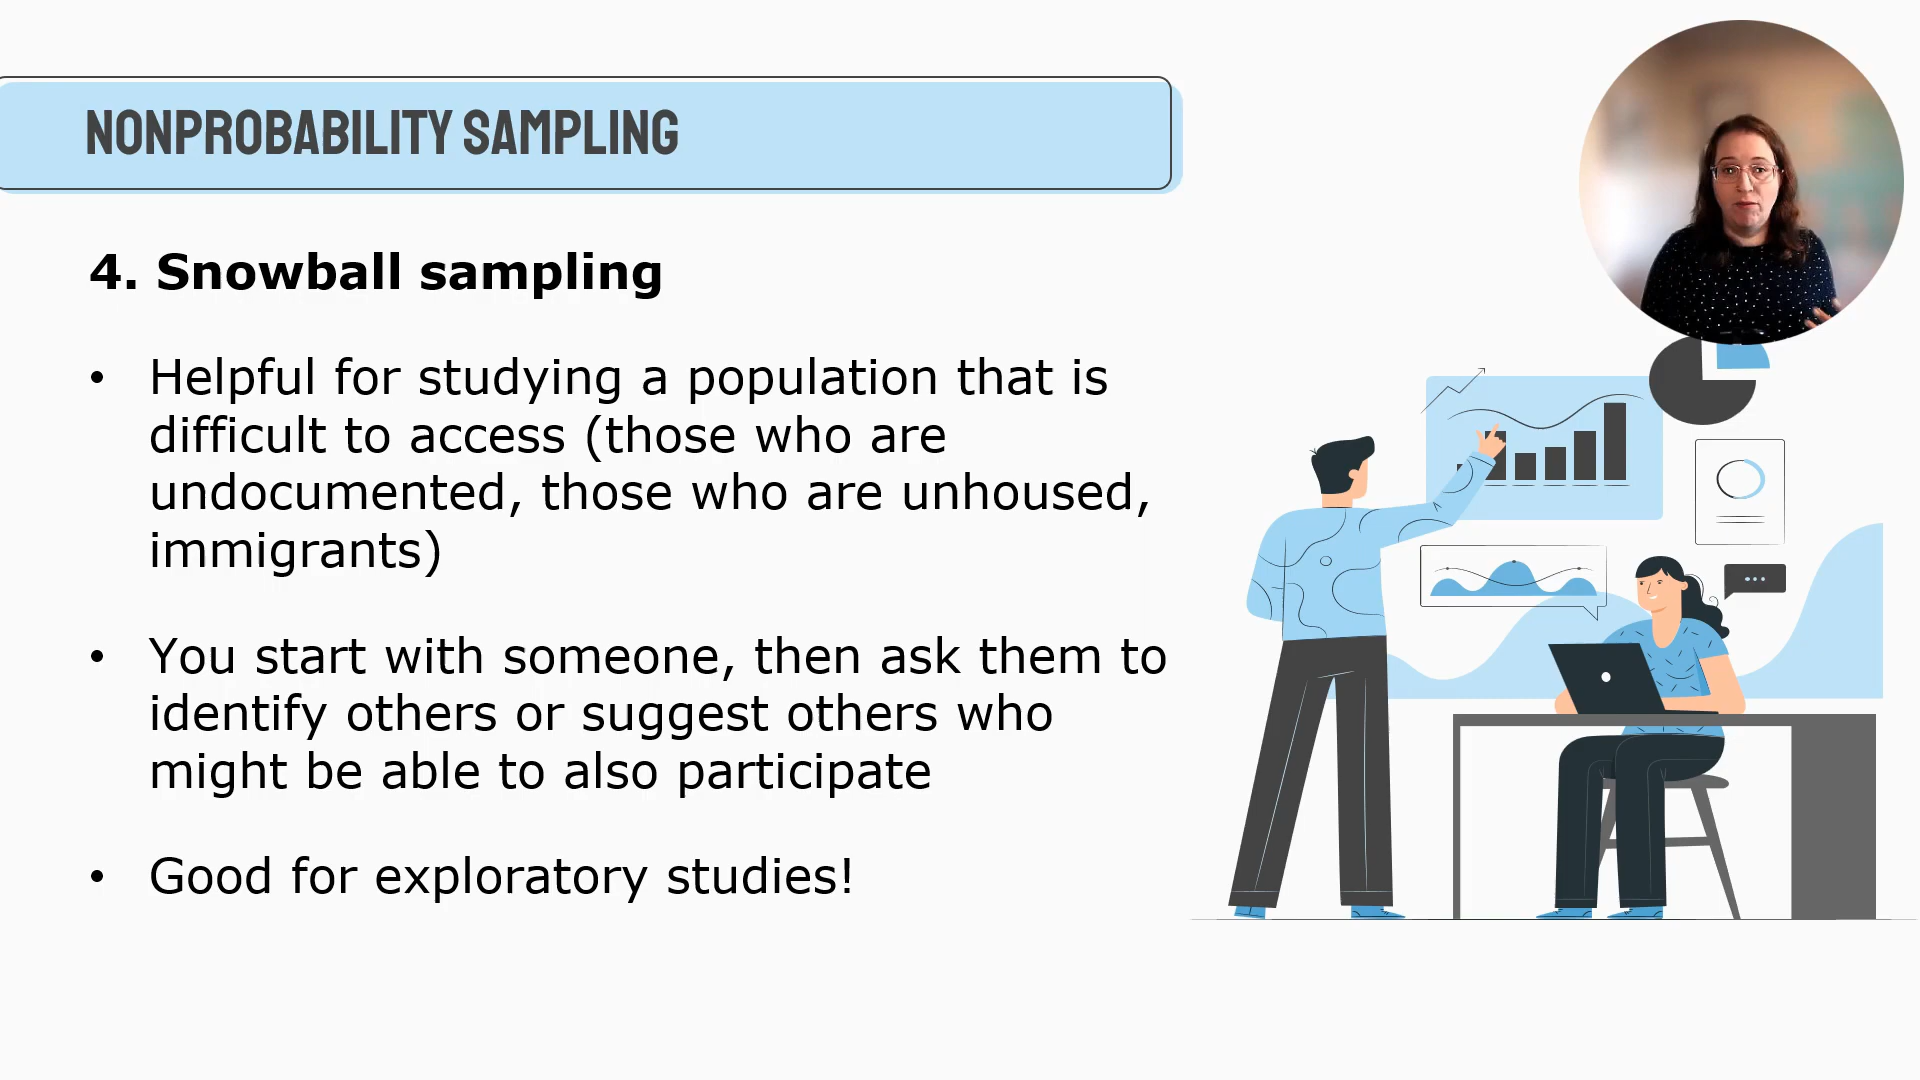 NONPROBABILITY SAMPLING
4. Snowball sampling
• Helpful for studying a population that is
difficult to access (those who are
undocumented, those who are unhoused,
immigrants)
• You start with someone, then ask them to
identify others or suggest others who
might be able to also participate
• Good for exploratory studies!